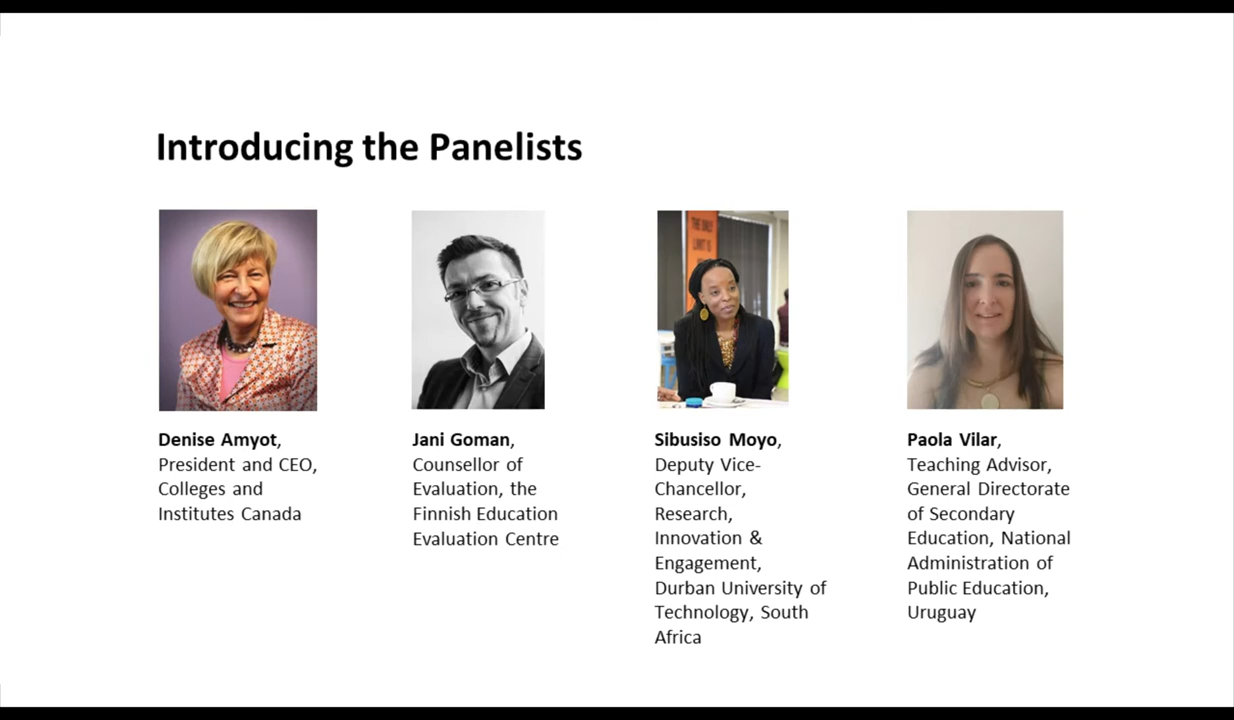 Introducing the Panelists
Denise Amyot,
President and CEO,
Colleges and
Institutes Canada
Jani Goman,
Counsellor of
Evaluation, the
Finnish Education
Evaluation Centre
Sibusiso Moyo,
Deputy Vice-
Chancellor,
Research,
Innovation &
Engagement,
Durban University of
Technology, South
Africa
Paola Vilar,
Teaching Advisor,
General Directorate
of Secondary
Education, National
Administration of
Public Education,
Uruguay